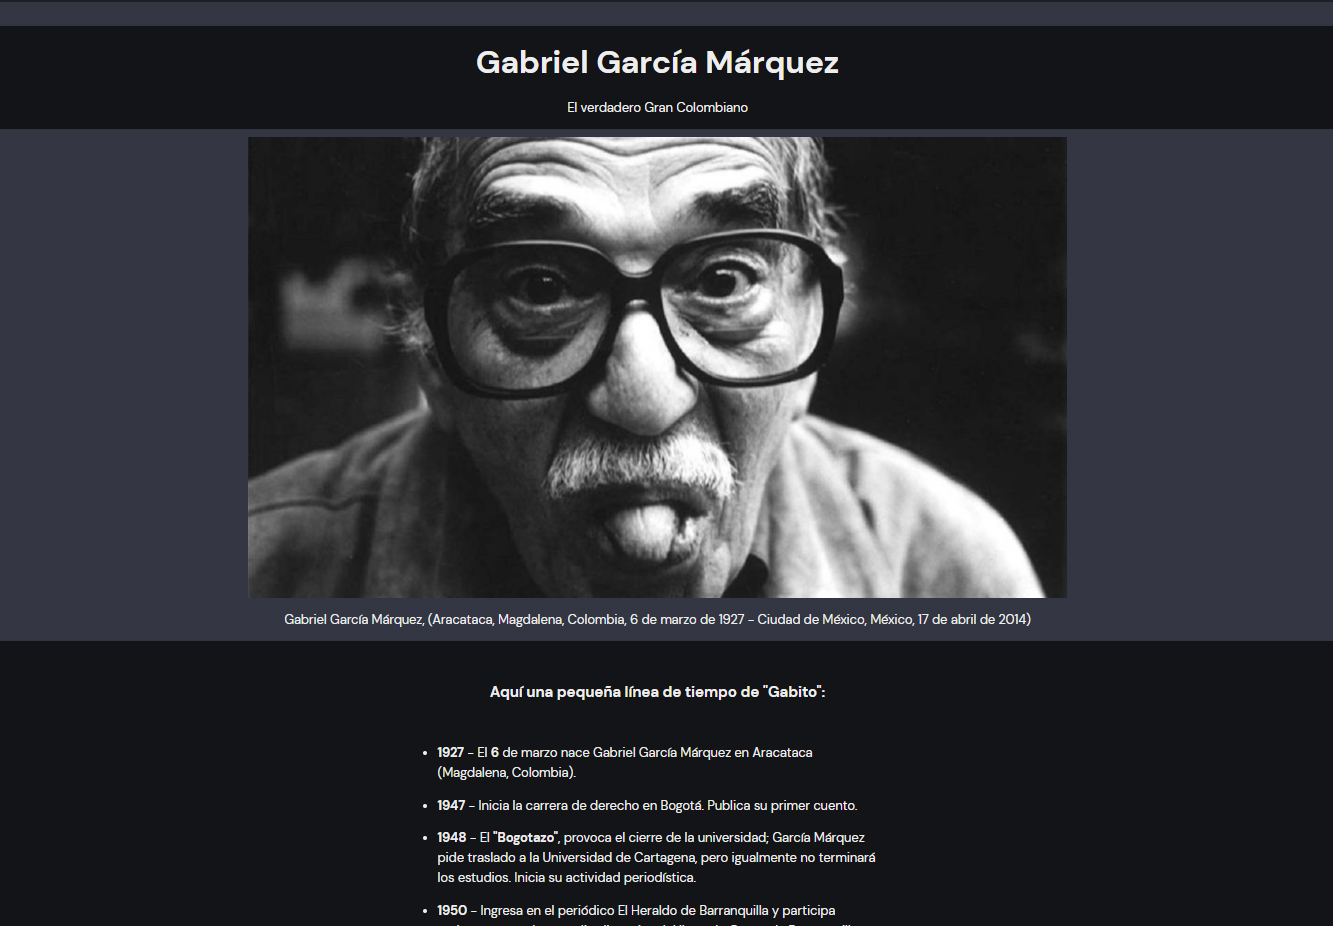 Gabriel García Márquez
El verdadero Gran Colombiano
Gabriel García Márquez, (Aracataca, Magdalena, Colombia, 6 de marzo de 1927 - Ciudad de México, México, 17 de abril de 2014)
Aquí una pequeña línea de tiempo de "Gabito":
• 1927 - El 6 de marzo nace Gabriel García Márquez en Aracataca
(Magdalena, Colombia).
• 1947 - Inicia la carrera de derecho en Bogotá. Publica su primer cuento.
• 1948 - El "Bogotazo", provoca el cierre de la universidad; García Márquez
pide traslado a la Universidad de Cartagena, pero igualmente no terminará
los estudios. Inicia su actividad periodística.
• 1950 - Ingresa en el periódico El Heraldo de Barranquilla y participa